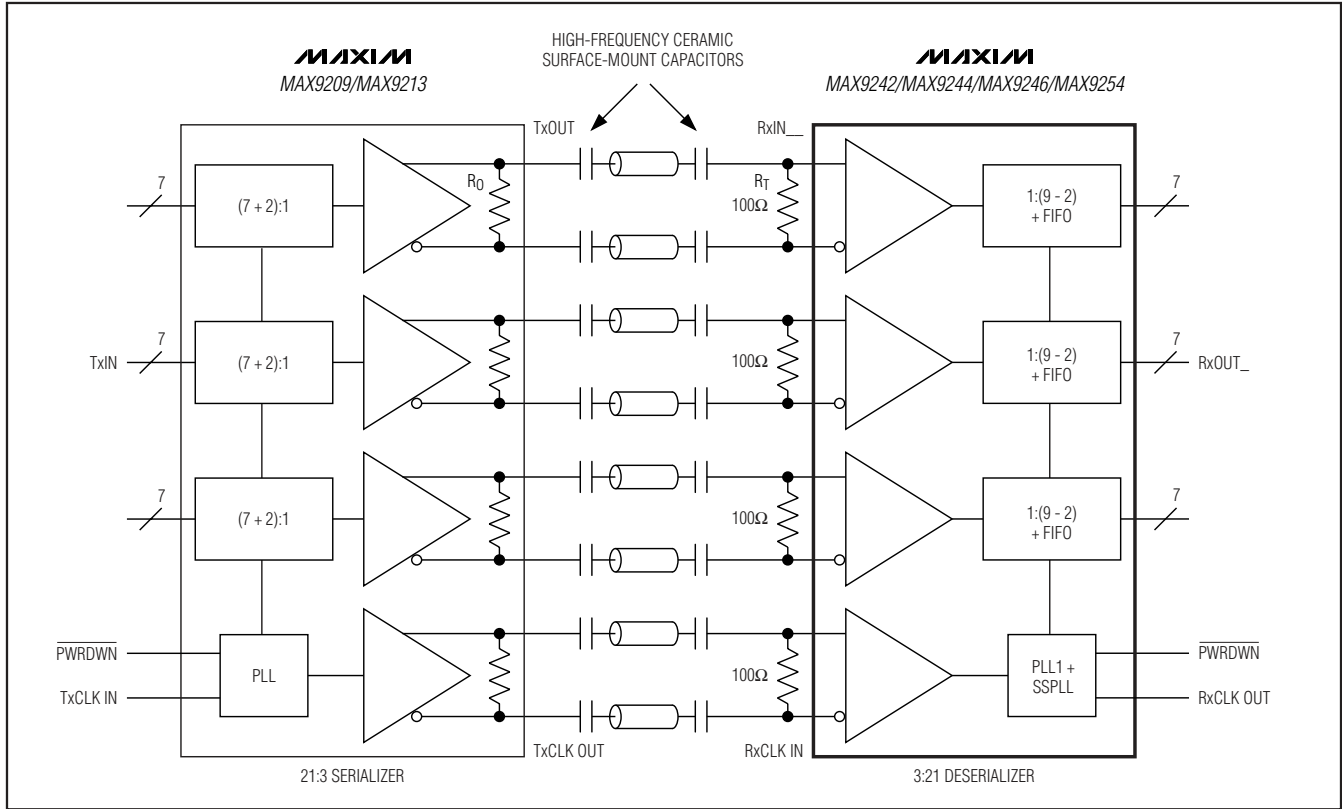 HIGH-FREQUENCY CERAMIC
SURFACE-MOUNT CAPACITORS
MAXIM
MAX9209/MAX9213
MAXIM
MAX9242/MAX9244/MAX9246/MAX9254
TxOUT
RxIN__
7
(7 + 2):1
RO
RT
100Ω
1:(9 - 2)
+ FIFO
7
TxIN
7
(7 + 2):1
100Ω
1:(9 - 2)
+ FIFO
7
RxOUT_
7
(7 + 2):1
100Ω
1:(9 - 2)
+ FIFO
7
PWRDWN
TxCLK IN
PLL
100Ω
PLL1 +
SSPLL
PWRDWN
RxCLK OUT
TxCLK OUT
RxCLK IN
21:3 SERIALIZER
3:21 DESERIALIZER